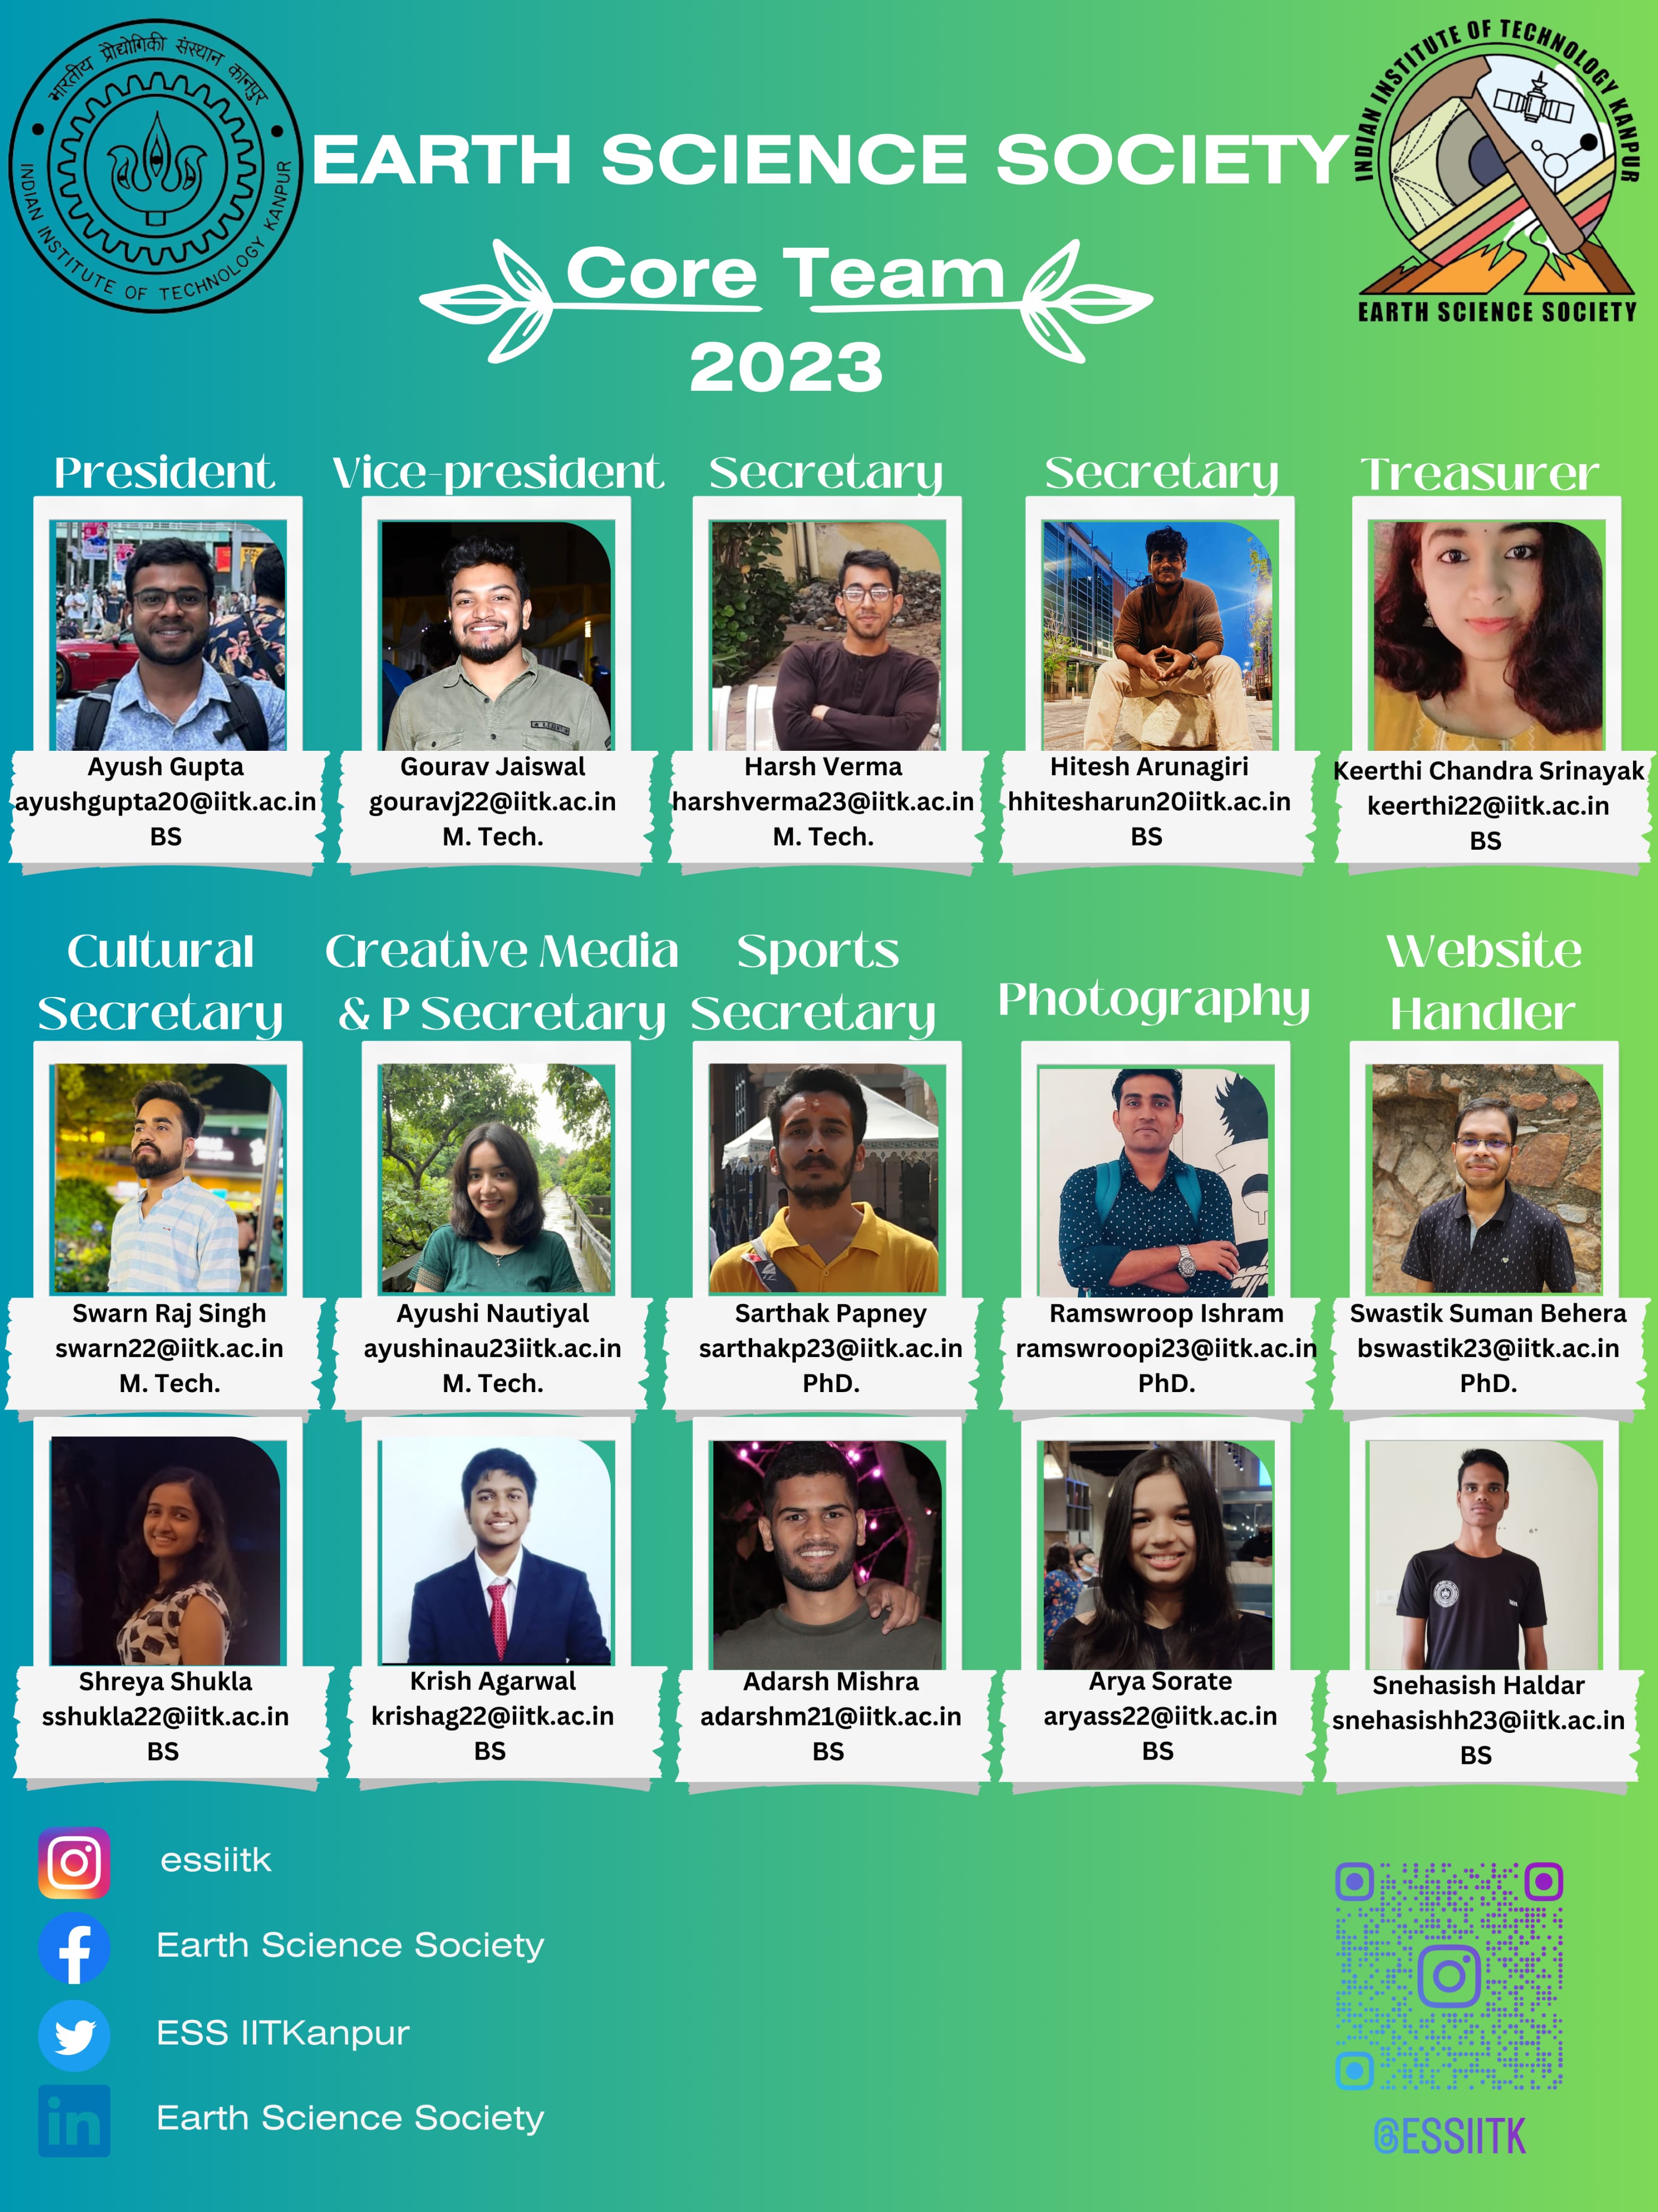 भारतीय प्रौद्योगिकी संस्थान कानपुर
INDIAN INSTITUTE OF TECHNOLOGY KANPUR
EARTH SCIENCE SOCIETY
INDIAN INSTITUTE OF TECHNOLOGY KANPUR
EARTH SCIENCE SOCIETY
Core Team
2023
President
Vice-president
Secretary
Secretary
Treasurer
Ayush Gupta
ayushgupta20@iitk.ac.in
BS
Gourav Jaiswal
gouravj22@iitk.ac.in
M. Tech.
Harsh Verma
harshverma23@iitk.ac.in
M. Tech.
Hitesh Arunagiri
hhitesharun20iitk.ac.in
BS
Keerthi Chandra Srinayak
keerthi22@iitk.ac.in
BS
Cultural
Secretary
Creative Media
& P Secretary
Sports
Secretary
Photography
Website
Handler
Swarn Raj Singh
swarn22@iitk.ac.in
M. Tech.
Ayushi Nautiyal
ayushinau23iitk.ac.in
M. Tech.
Sarthak Papney
sarthakp23@iitk.ac.in
PhD.
Ramswroop Ishram
ramswroopi23@iitk.ac.in
PhD.
Swastik Suman Behera
bswastik23@iitk.ac.in
PhD.
Shreya Shukla
sshukla22@iitk.ac.in
BS
Krish Agarwal
krishag22@iitk.ac.in
BS
Adarsh Mishra
adarshm21@iitk.ac.in
BS
Arya Sorate
aryass22@iitk.ac.in
BS
Snehasish Haldar
snehasishh23@iitk.ac.in
BS
essiitk
Earth Science Society
ESS IITKanpur
Earth Science Society
@ESSIITK